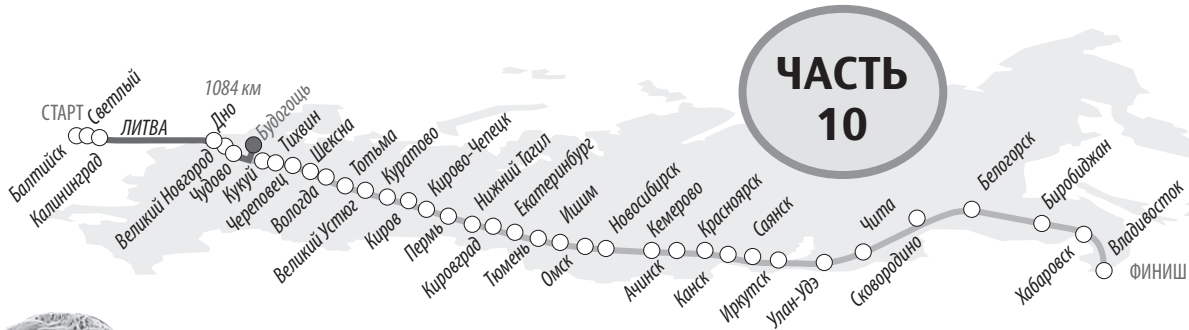 ЧАСТЬ
10
1084 км
СТАРТ
Балтийск
Светлый
Калининград
ЛИТВА
Дно
Великий Новгород
Чудово
Будогощь
Кукуй
Тихвин
Череповец
Шексна
Вологда
Тотьма
Великий Устюг
Куратово
Киров
Кирово-Черепецк
Пермь
Нижний Тагил
Кировград
Екатеринбург
Тюмень
Ишим
Омск
Новосибирск
Кемерово
Ачинск
Красноярск
Канск
Саянск
Иркутск
Улан-Удэ
Чита
Сковородино
Белогорск
Биробиджан
Хабаровск
Владивосток
ФИНИШ